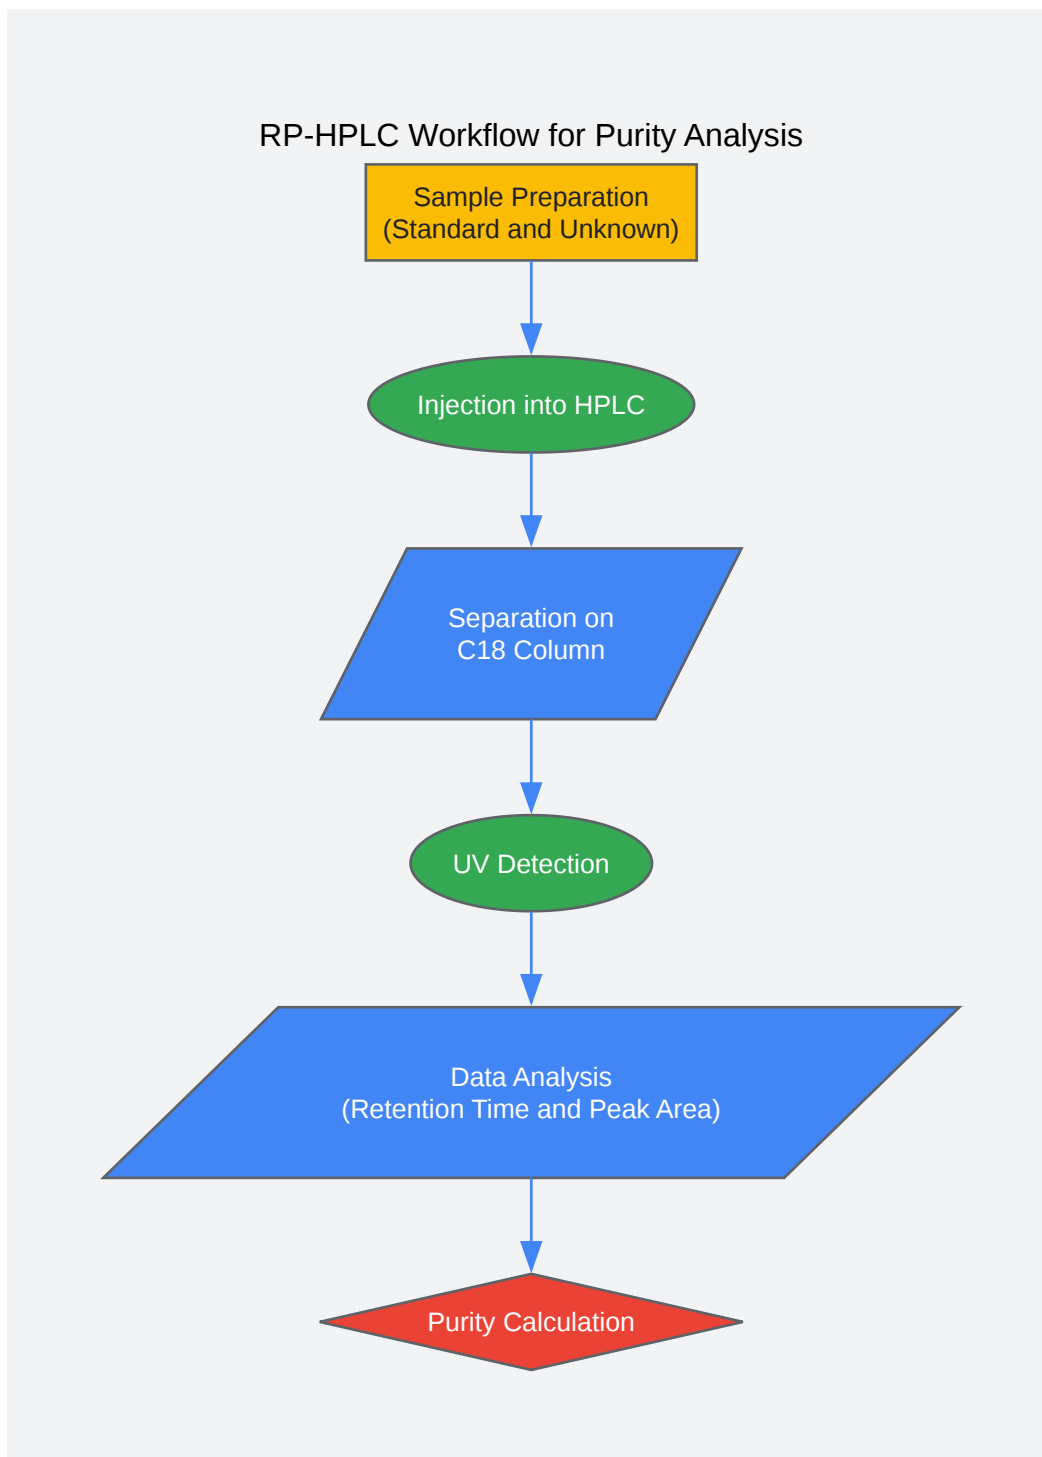 RP-HPLC Workflow for Purity Analysis
Sample Preparation
(Standard and Unknown)
Injection into HPLC
Separation on
C18 Column
UV Detection
Data Analysis
(Retention Time and Peak Area)
Purity Calculation